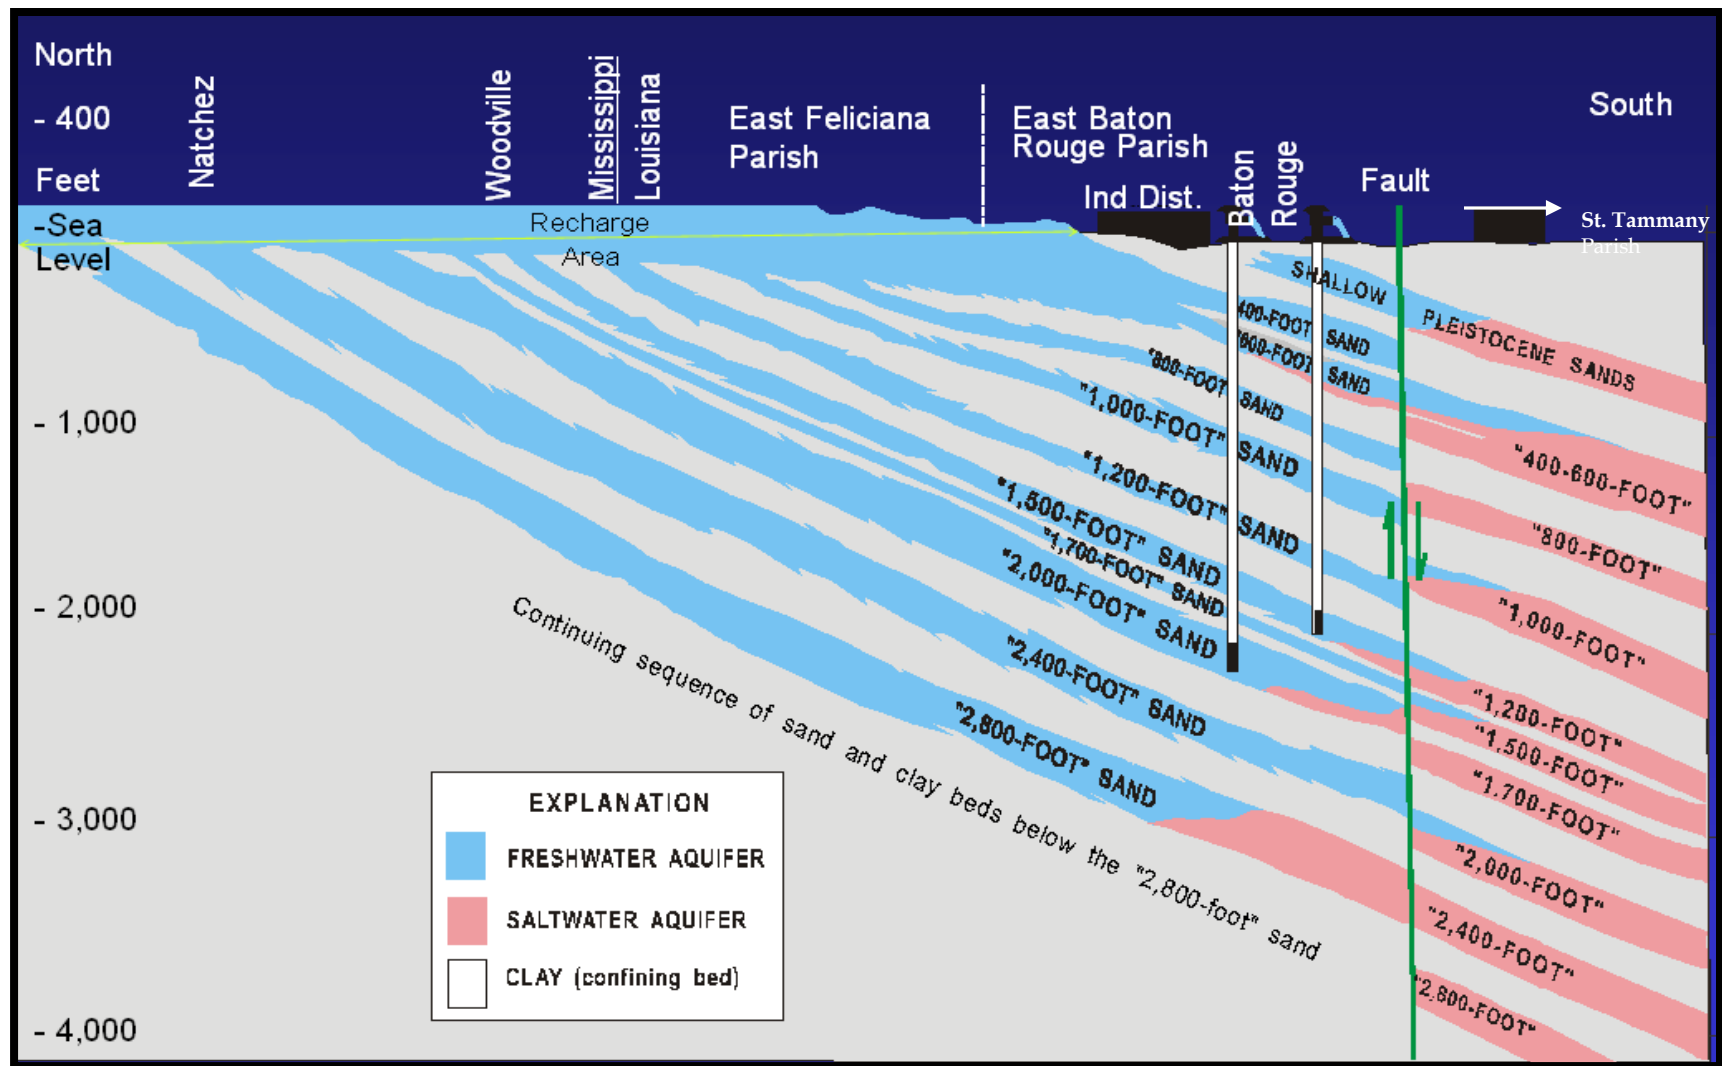 North
- 400
Feet
-Sea
Level
- 1,000
- 2,000
- 3,000
- 4,000
Natchez
Woodville
Mississippi
Louisiana
East Feliciana
Parish
East Baton
Rouge Parish
Ind Dist.
Baton
Rouge
Fault
South
St. Tammany
Parish
Recharge
Area
SHALLOW
PLEISTOCENE SANDS
400-FOOT SAND
"600-FOOT SAND
"800-FOOT SAND
"1,000-FOOT" SAND
"1,200-FOOT" SAND
"1,500-FOOT" SAND
"1,700-FOOT" SAND
"2,000-FOOT" SAND
"2,400-FOOT" SAND
"2,800-FOOT" SAND
"400-600-FOOT"
"800-FOOT"
"1,000-FOOT"
"1,200-FOOT"
"1,500-FOOT"
"1,700-FOOT"
"2,000-FOOT"
"2,400-FOOT"
"2,800-FOOT"
Continuing sequence of sand and clay beds below the "2,800-foot" sand
EXPLANATION
FRESHWATER AQUIFER
SALTWATER AQUIFER
CLAY (confining bed)